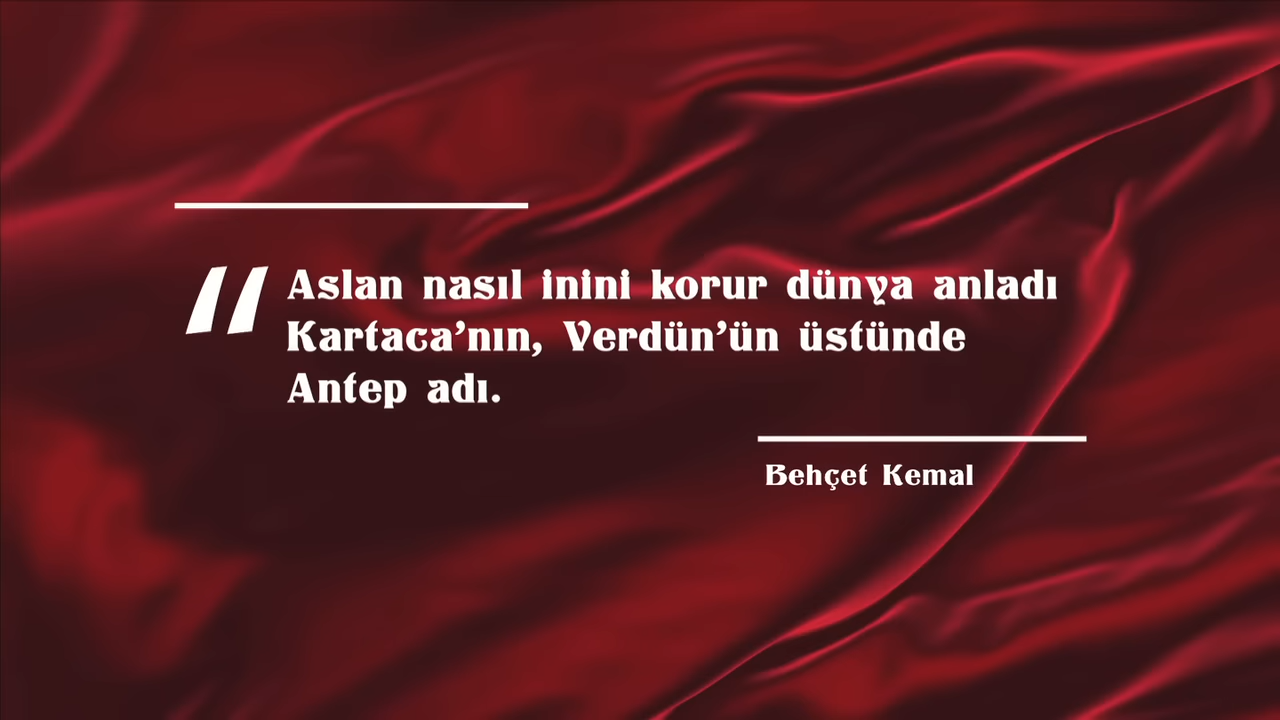 “
Aslan nasıl inini korur dünya anladı
Kartaca’nın, Verdün’ün üstünde
Antep adı.
Behçet Kemal